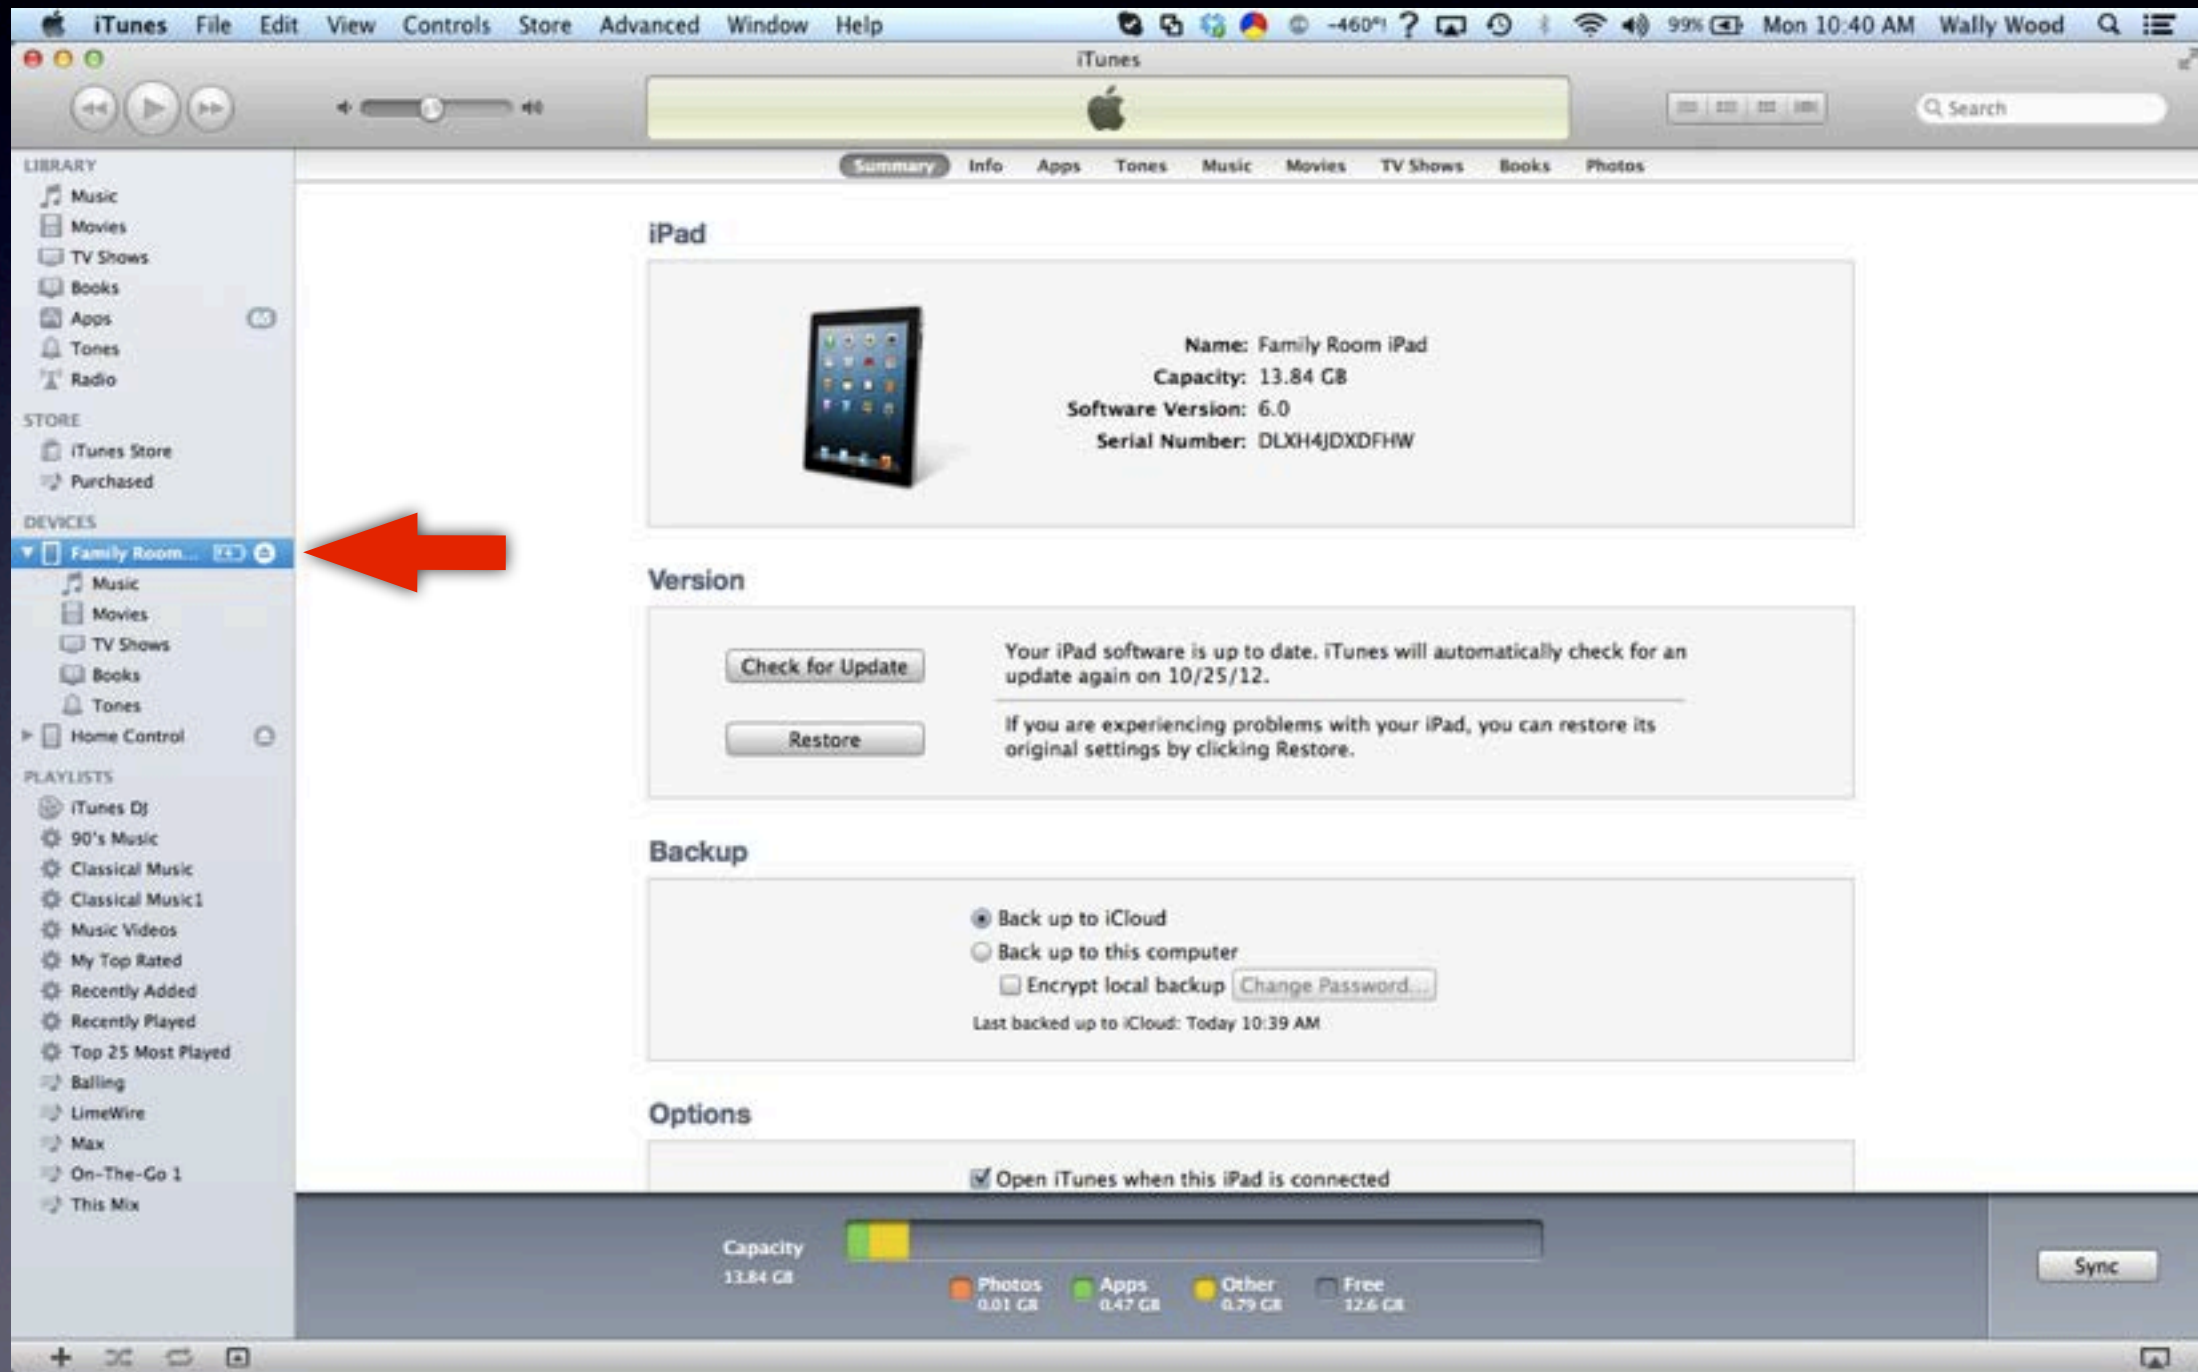 iTunes File Edit View Controls Store Advanced Window Help -460° ? 99% Mon 10:40 AM Wally Wood
iTunes
Search
LIBRARY
Music
Movies
TV Shows
Books
Apps
Tones
Radio
STORE
iTunes Store
Purchased
DEVICES
Family Room...
Music
Movies
TV Shows
Books
Tones
Home Control
PLAYLISTS
iTunes DJ
90's Music
Classical Music
Classical Music1
Music Videos
My Top Rated
Recently Added
Recently Played
Top 25 Most Played
Balling
LimeWire
Max
On-The-Go 1
This Mix
Summary Info Apps Tones Music Movies TV Shows Books Photos
iPad
Name: Family Room iPad
Capacity: 13.84 GB
Software Version: 6.0
Serial Number: DLXH4JDXDFHW
Version
Check for Update
Your iPad software is up to date. iTunes will automatically check for an
update again on 10/25/12.
Restore
If you are experiencing problems with your iPad, you can restore its
original settings by clicking Restore.
Backup
Back up to iCloud
Back up to this computer
Encrypt local backup Change Password...
Last backed up to iCloud: Today 10:39 AM
Options
Open iTunes when this iPad is connected
Capacity
13.84 GB
Photos
0.01 GB
Apps
0.47 GB
Other
0.79 GB
Free
12.6 GB
Sync